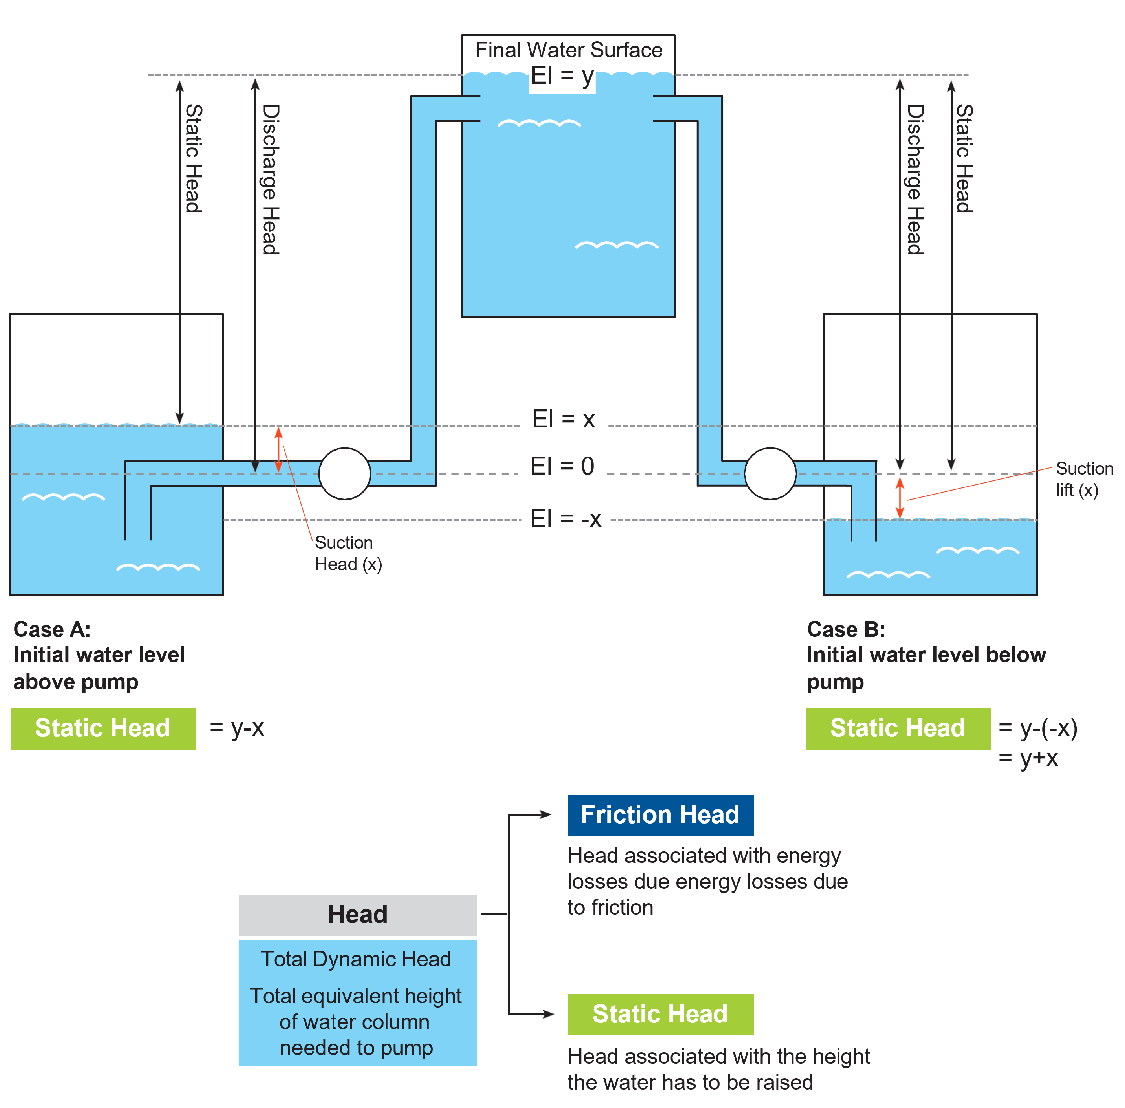 Final Water Surface
El = y
Static Head
Discharge Head
Discharge Head
Static Head
El = x
El = 0
El = -x
Suction
Head (x)
Suction
lift (x)
Case A:
Initial water level
above pump
Static Head
= y-x
Case B:
Initial water level below
pump
Static Head
= y-(-x)
= y+x
Friction Head
Head associated with energy
losses due energy losses due
to friction
Head
Total Dynamic Head
Total equivalent height
of water column
needed to pump
Static Head
Head associated with the height
the water has to be raised